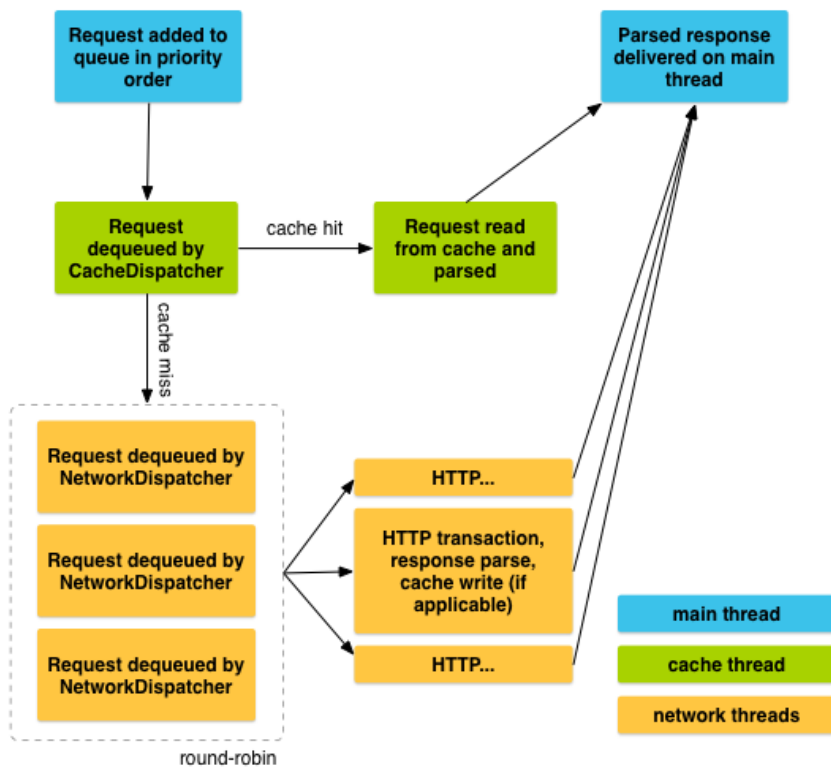 Request added to
queue in priority
order
Parsed response
delivered on main
thread
Request
dequeued by
CacheDispatcher
cache hit
Request read
from cache and
parsed
cache miss
Request dequeued by
NetworkDispatcher
Request dequeued by
NetworkDispatcher
Request dequeued by
NetworkDispatcher
HTTP...
HTTP transaction,
response parse,
cache write (if
applicable)
HTTP...
round-robin
main thread
cache thread
network threads